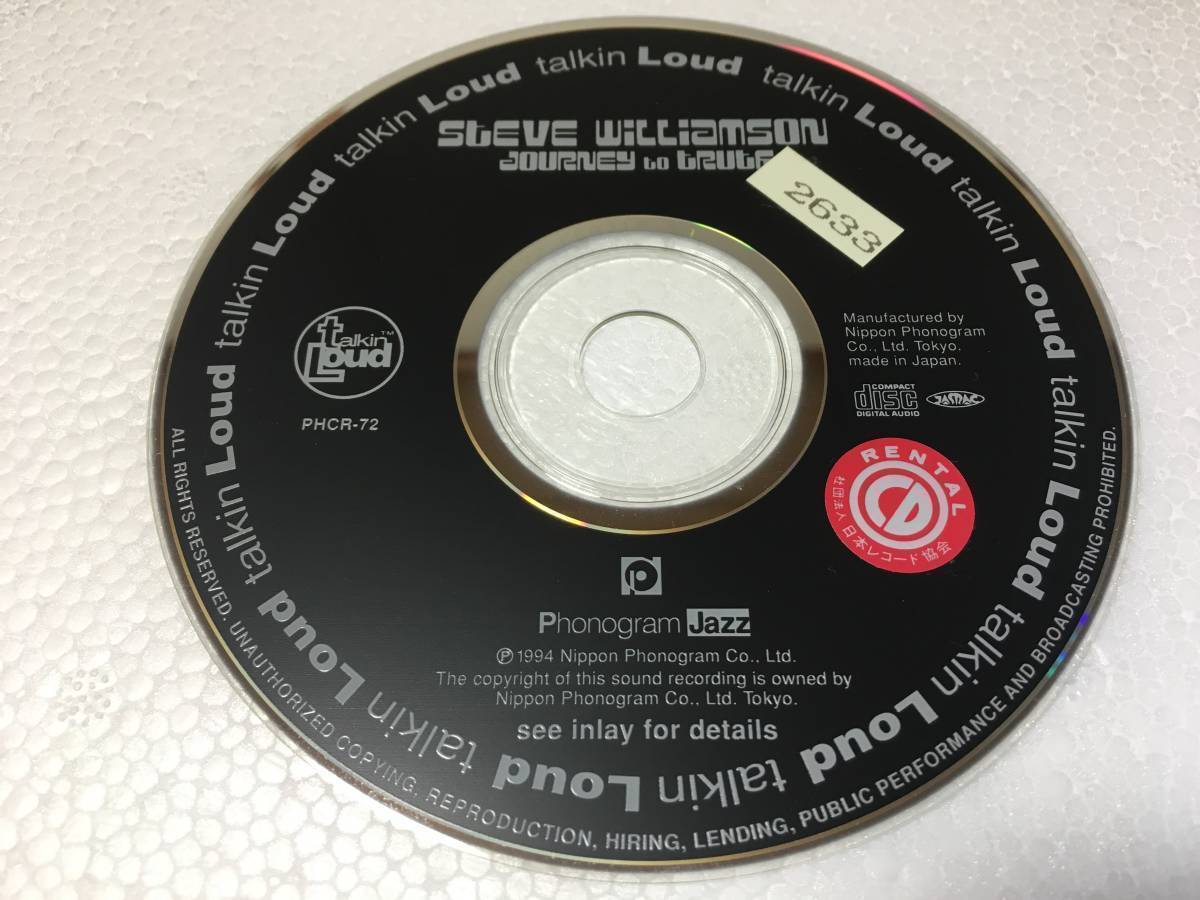 talkin Loud talkin Loud talkin Loud talkin Loud talkin Loud talkin Loud talkin Loud talkin Loud talkin Loud talkin Loud talkin Loud talkin Loud
STEVE WILLIAMSON
JOURNEY to TRUTH
2633
talkin™
Loud
PHCR-72
Manufactured by
Nippon Phonogram
Co., Ltd. Tokyo.
made in Japan.
COMPACT
disc
DIGITAL AUDIO
JASRAC
RENTAL
社団法人日本レコード協会
Phonogram Jazz
Ⓟ1994 Nippon Phonogram Co., Ltd.
The copyright of this sound recording is owned by
Nippon Phonogram Co., Ltd. Tokyo.
see inlay for details
ALL RIGHTS RESERVED. UNAUTHORIZED COPYING, REPRODUCTION, HIRING, LENDING, PUBLIC PERFORMANCE AND BROADCASTING PROHIBITED.